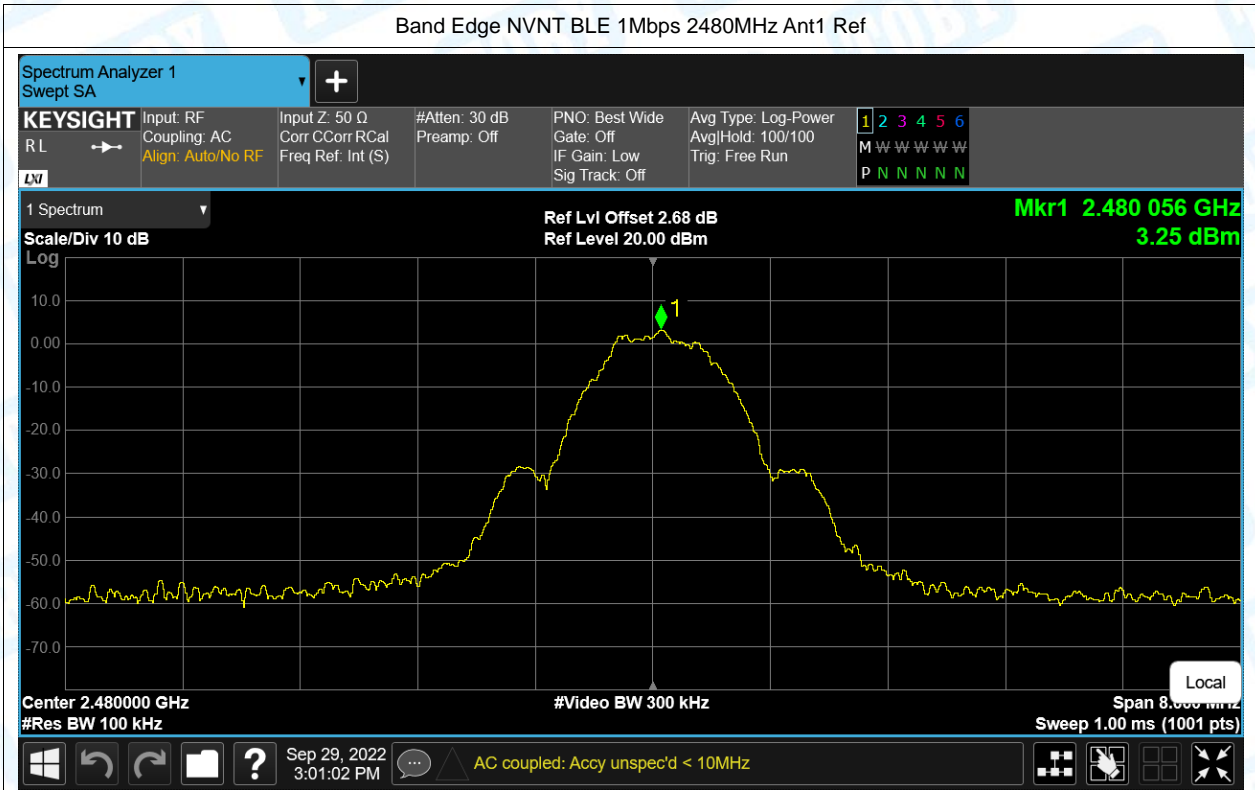 Band Edge NVNT BLE 1Mbps 2480MHz Ant1 Ref
Spectrum Analyzer 1
Swept SA
+
KEYSIGHT
R L
LXI
Input: RF
Coupling: AC
Align: Auto/No RF
Input Z: 50 Ω
Corr CCorr RCal
Freq Ref: Int (S)
#Atten: 30 dB
Preamp: Off
PNO: Best Wide
Gate: Off
IF Gain: Low
Sig Track: Off
Avg Type: Log-Power
Avg|Hold: 100/100
Trig: Free Run
1 2 3 4 5 6
M W W W W W
P N N N N N
1 Spectrum
Scale/Div 10 dB
Ref Lvl Offset 2.68 dB
Ref Level 20.00 dBm
Mkr1 2.480 056 GHz
3.25 dBm
Log
1
10.0
0.00
-10.0
-20.0
-30.0
-40.0
-50.0
-60.0
-70.0
Local
Center 2.480000 GHz
#Video BW 300 kHz
Span 8.000 MHz
#Res BW 100 kHz
Sweep 1.00 ms (1001 pts)
?
Sep 29, 2022
3:01:02 PM
AC coupled: Accy unspec'd < 10MHz